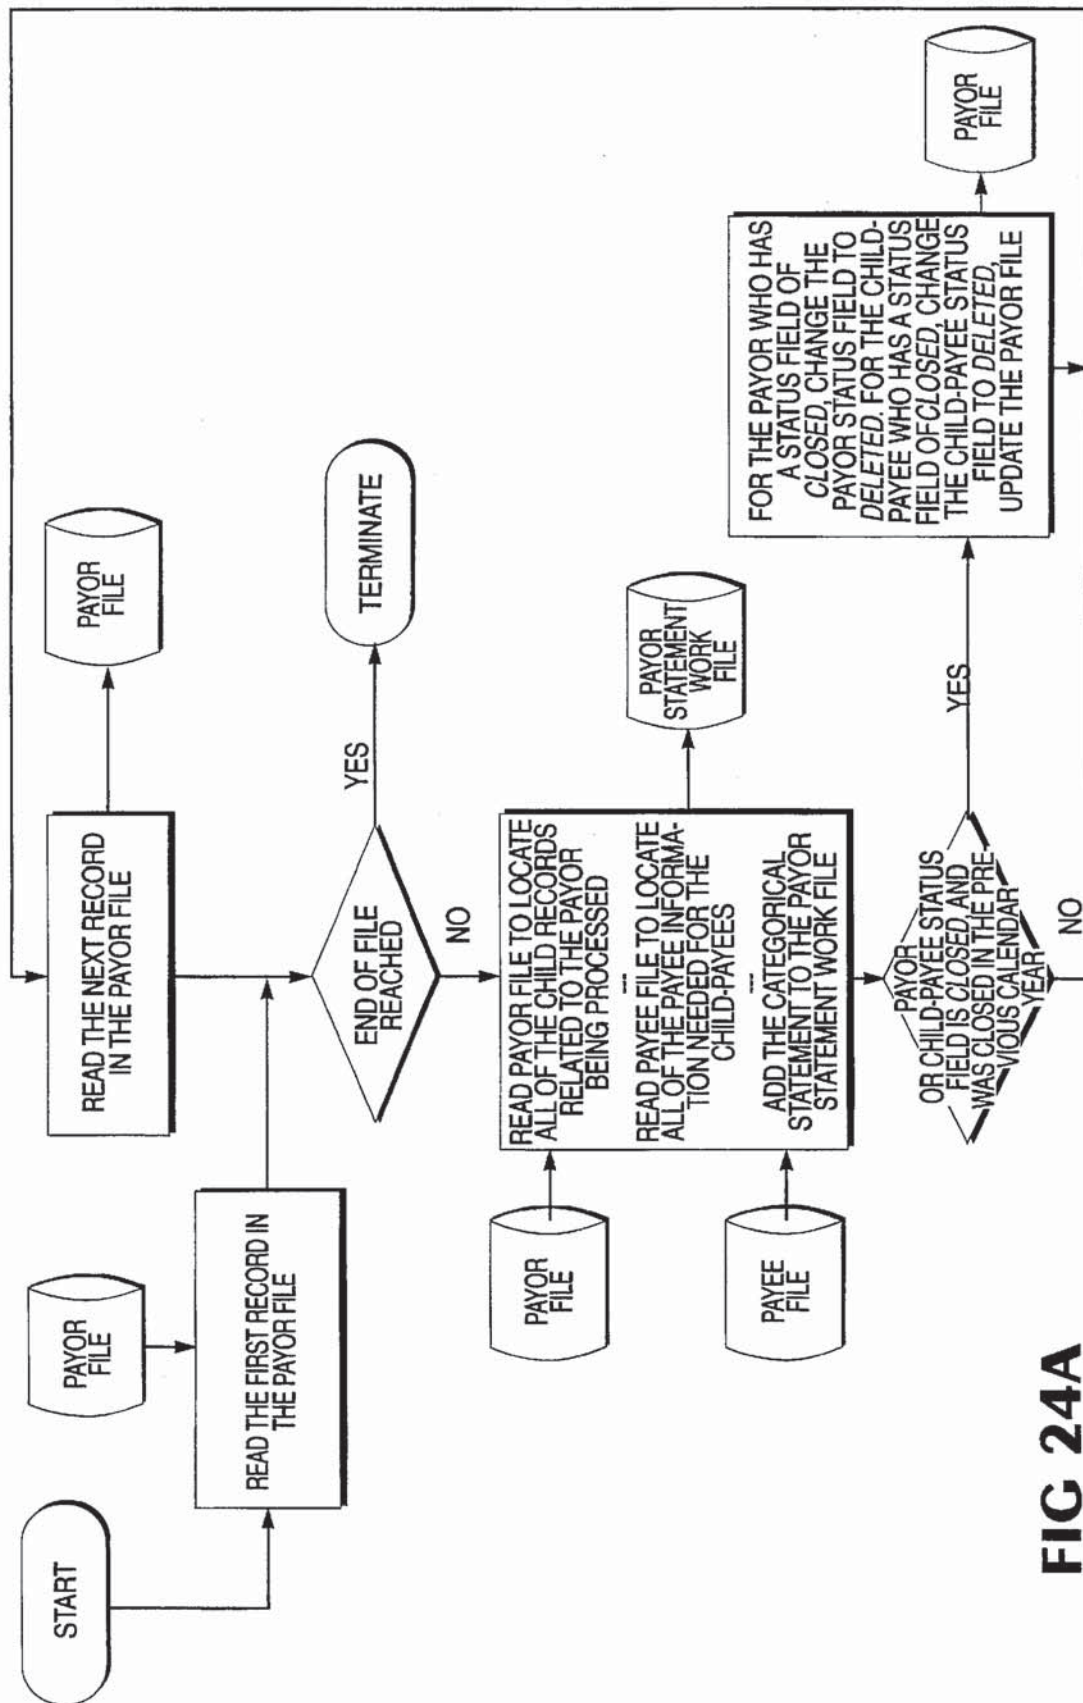 START
PAYOR
FILE
READ THE FIRST RECORD IN
THE PAYOR FILE
READ THE NEXT RECORD
IN THE PAYOR FILE
PAYOR
FILE
END OF FILE
REACHED
YES
TERMINATE
NO
PAYOR
FILE
PAYEE
FILE
READ PAYOR FILE TO LOCATE
ALL OF THE CHILD RECORDS
RELATED TO THE PAYOR
BEING PROCESSED
---
READ PAYEE FILE TO LOCATE
ALL OF THE PAYEE INFORMA-
TION NEEDED FOR THE
CHILD-PAYEES
---
ADD THE CATEGORICAL
STATEMENT TO THE PAYOR
STATEMENT WORK FILE
PAYOR
STATEMENT
WORK
FILE
PAYOR
OR CHILD-PAYEE STATUS
FIELD IS CLOSED, AND
WAS CLOSED IN THE PRE-
VIOUS CALENDAR
YEAR
YES
NO
FOR THE PAYOR WHO HAS
A STATUS FIELD OF
CLOSED, CHANGE THE
PAYOR STATUS FIELD TO
DELETED. FOR THE CHILD-
PAYEE WHO HAS A STATUS
FIELD OF CLOSED, CHANGE
THE CHILD-PAYEE STATUS
FIELD TO DELETED,
UPDATE THE PAYOR FILE
PAYOR
FILE
FIG 24A